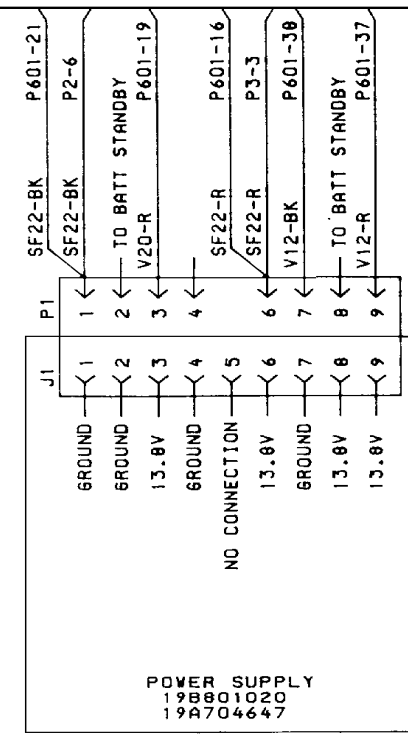 P601-21
P2-6
P601-19
P601-16
P3-3
P601-38
P601-37
SF22-BK
SF22-BK
TO BATT STANDBY
V20-R
SF22-R
SF22-R
V12-BK
TO BATT STANDBY
V12-R
P1
1
2
3
4
6
7
8
9
J1
1
2
3
4
5
6
7
8
9
GROUND
GROUND
13.8V
GROUND
NO CONNECTION
13.8V
GROUND
13.8V
13.8V
POWER SUPPLY
19B801020
19A704647